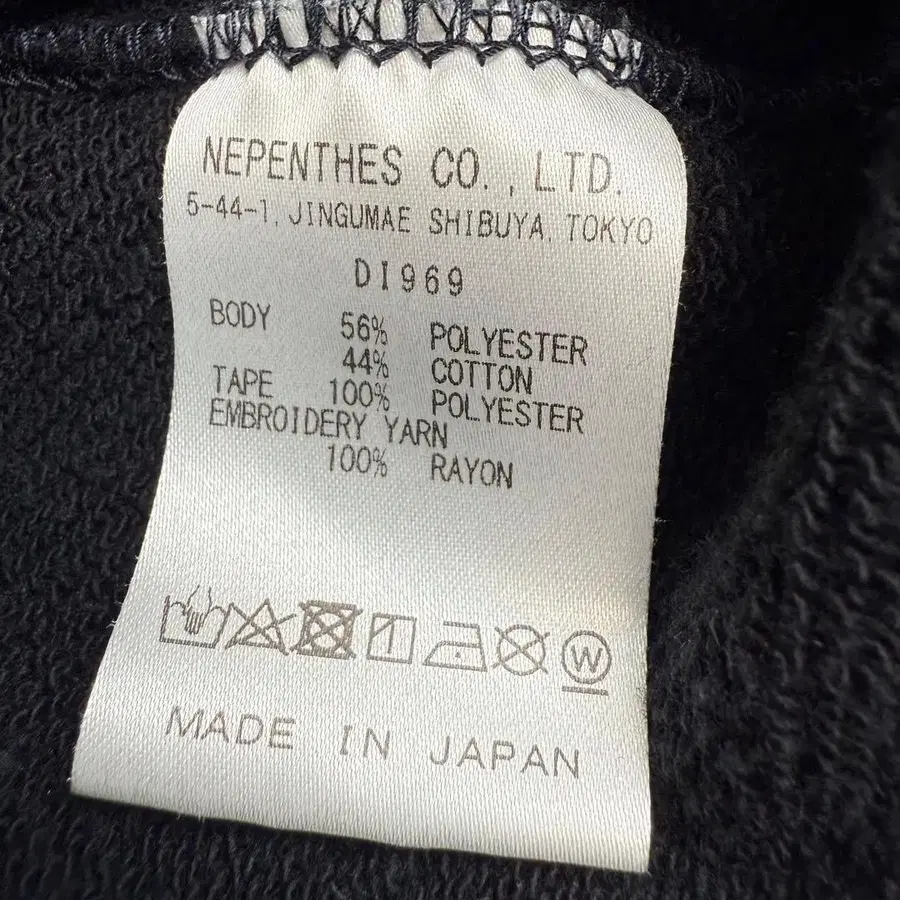 NEPENTHES CO., LTD.
5-44-1, JINGUMAE SHIBUYA, TOKYO
DI969
BODY 56% POLYESTER
44% COTTON
TAPE 100% POLYESTER
EMBROIDERY YARN
100% RAYON
W
MADE IN JAPAN